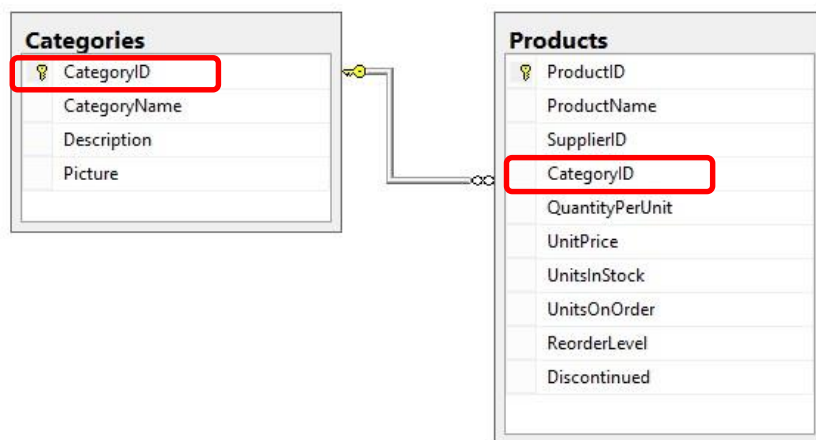 Categories
CategoryID
CategoryName
Description
Picture
Products
ProductID
ProductName
SupplierID
CategoryID
QuantityPerUnit
UnitPrice
UnitsInStock
UnitsOnOrder
ReorderLevel
Discontinued